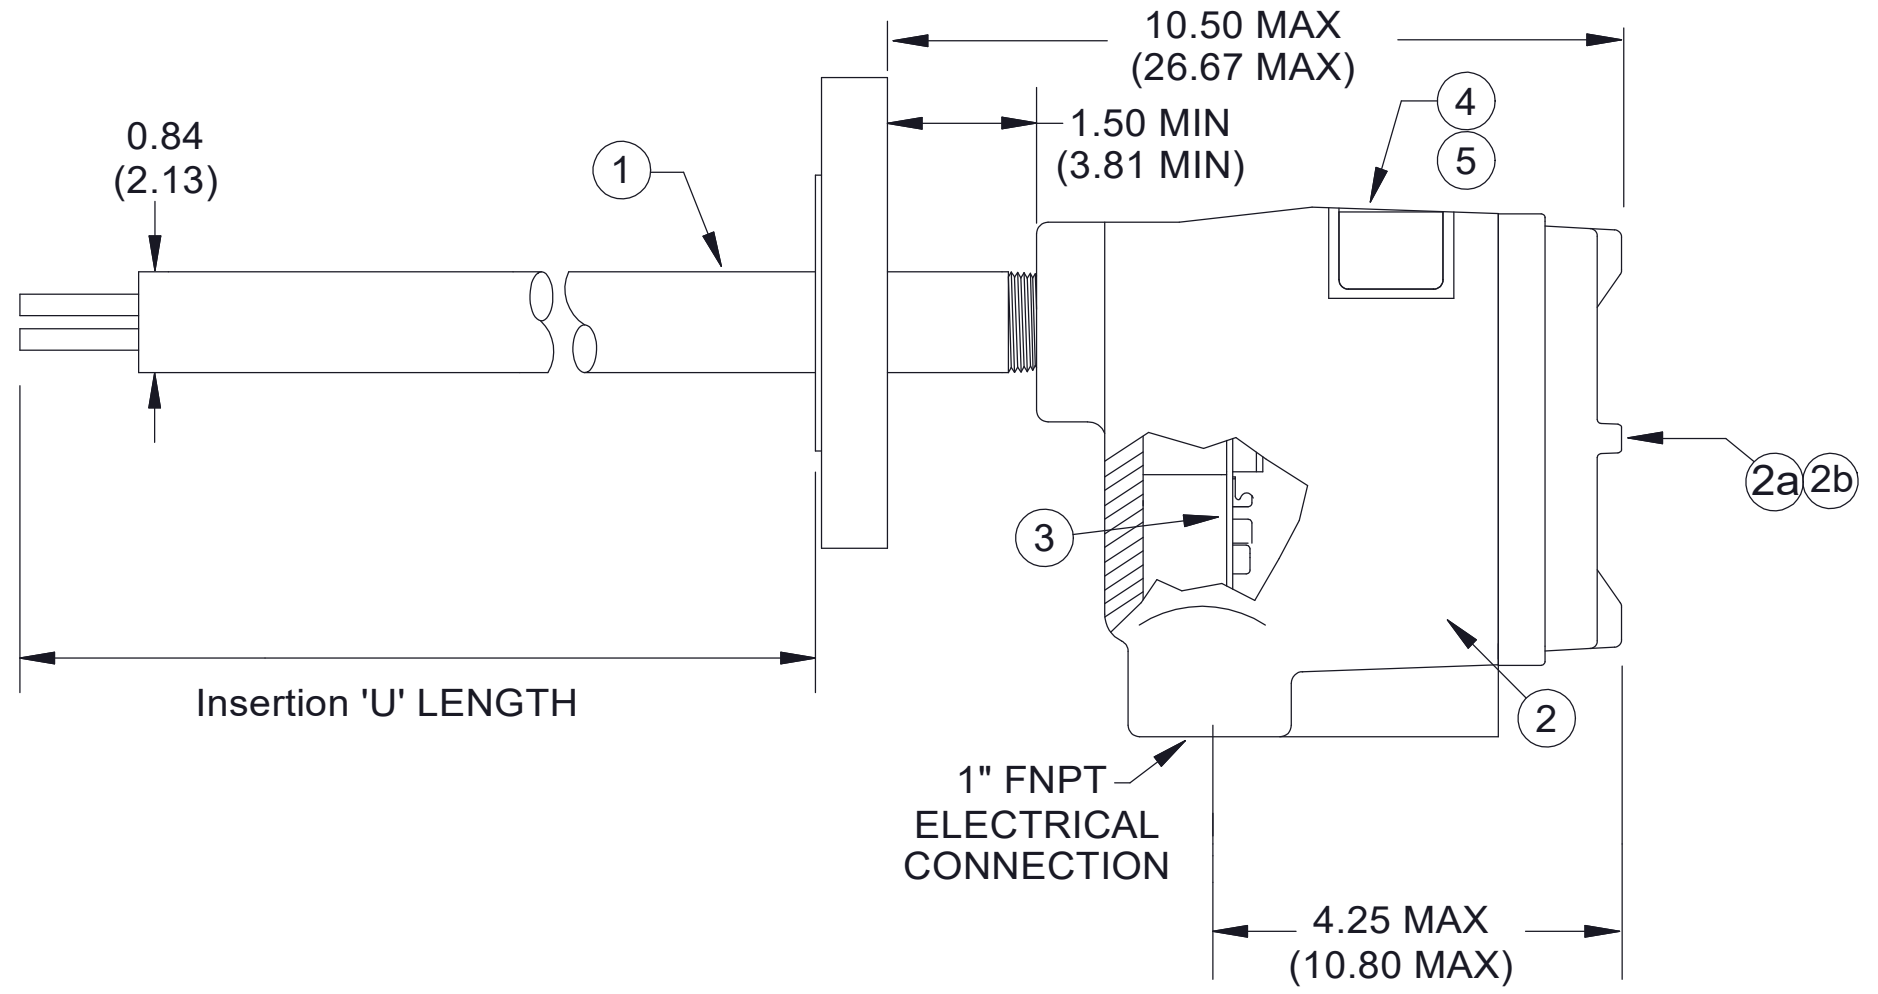 10.50 MAX
(26.67 MAX)
4
1.50 MIN
(3.81 MIN)
5
0.84
(2.13)
1
2a
2b
3
Insertion 'U' LENGTH
2
1" FNPT
ELECTRICAL
CONNECTION
4.25 MAX
(10.80 MAX)